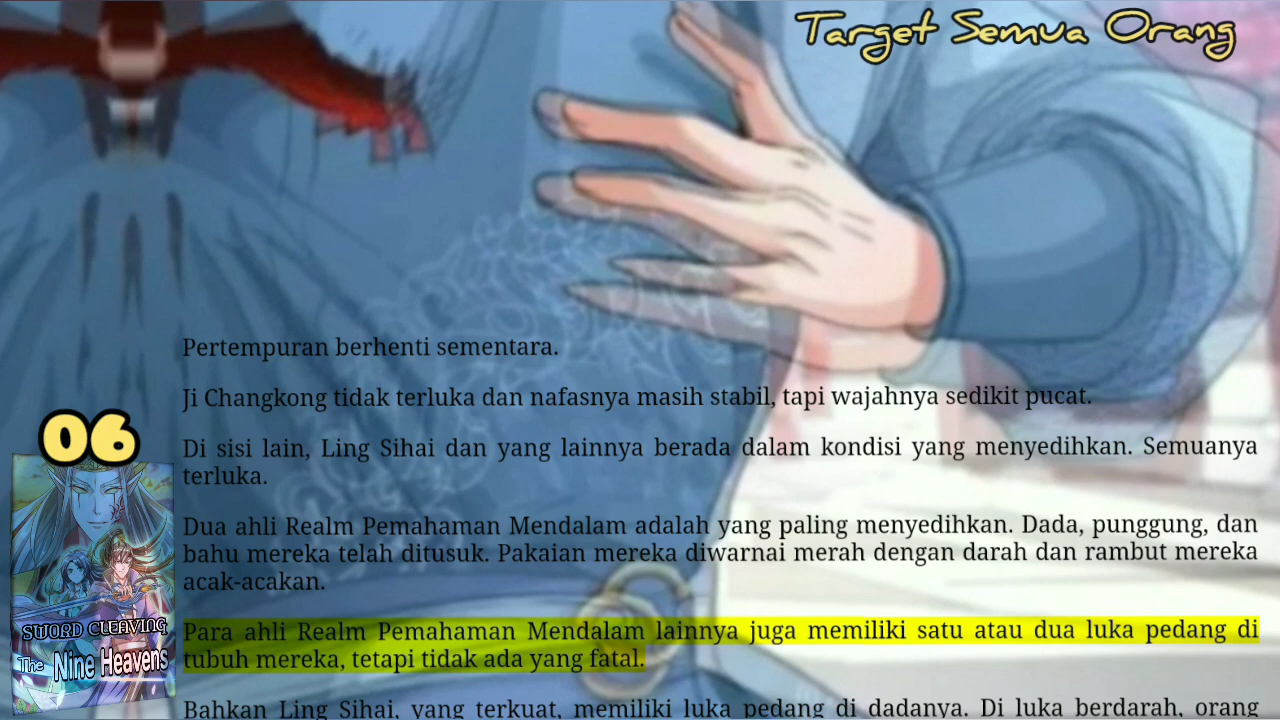 Target Semua Orang
Pertempuran berhenti sementara.
Ji Changkong tidak terluka dan nafasnya masih stabil, tapi wajahnya sedikit pucat.
Di sisi lain, Ling Sihai dan yang lainnya berada dalam kondisi yang menyedihkan. Semuanya
terluka.
Dua ahli Realm Pemahaman Mendalam adalah yang paling menyedihkan. Dada, punggung, dan
bahu mereka telah ditusuk. Pakaian mereka diwarnai merah dengan darah dan rambut mereka
acak-acakan.
Para ahli Realm Pemahaman Mendalam lainnya juga memiliki satu atau dua luka pedang di
tubuh mereka, tetapi tidak ada yang fatal.
Bahkan Ling Sihai, yang terkuat, memiliki luka pedang di dadanya. Di luka berdarah, orang
06
SWORD CLEAVING
The Nine Heavens